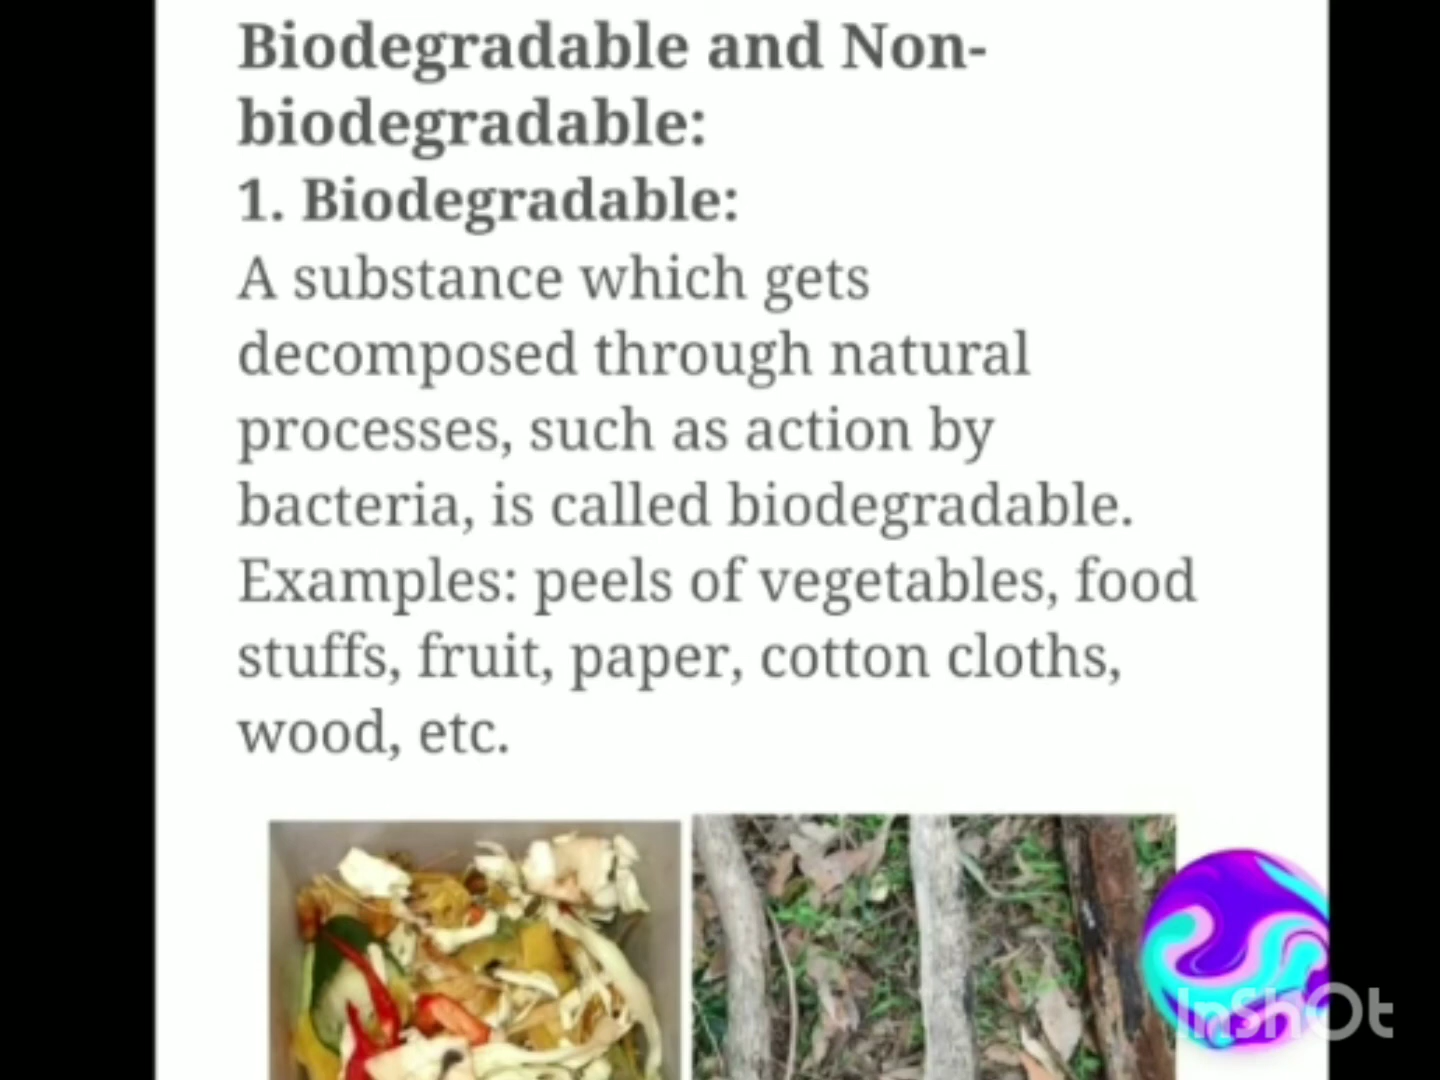 Biodegradable and Non-
biodegradable:
1. Biodegradable:
A substance which gets
decomposed through natural
processes, such as action by
bacteria, is called biodegradable.
Examples: peels of vegetables, food
stuffs, fruit, paper, cotton cloths,
wood, etc.
InShOt